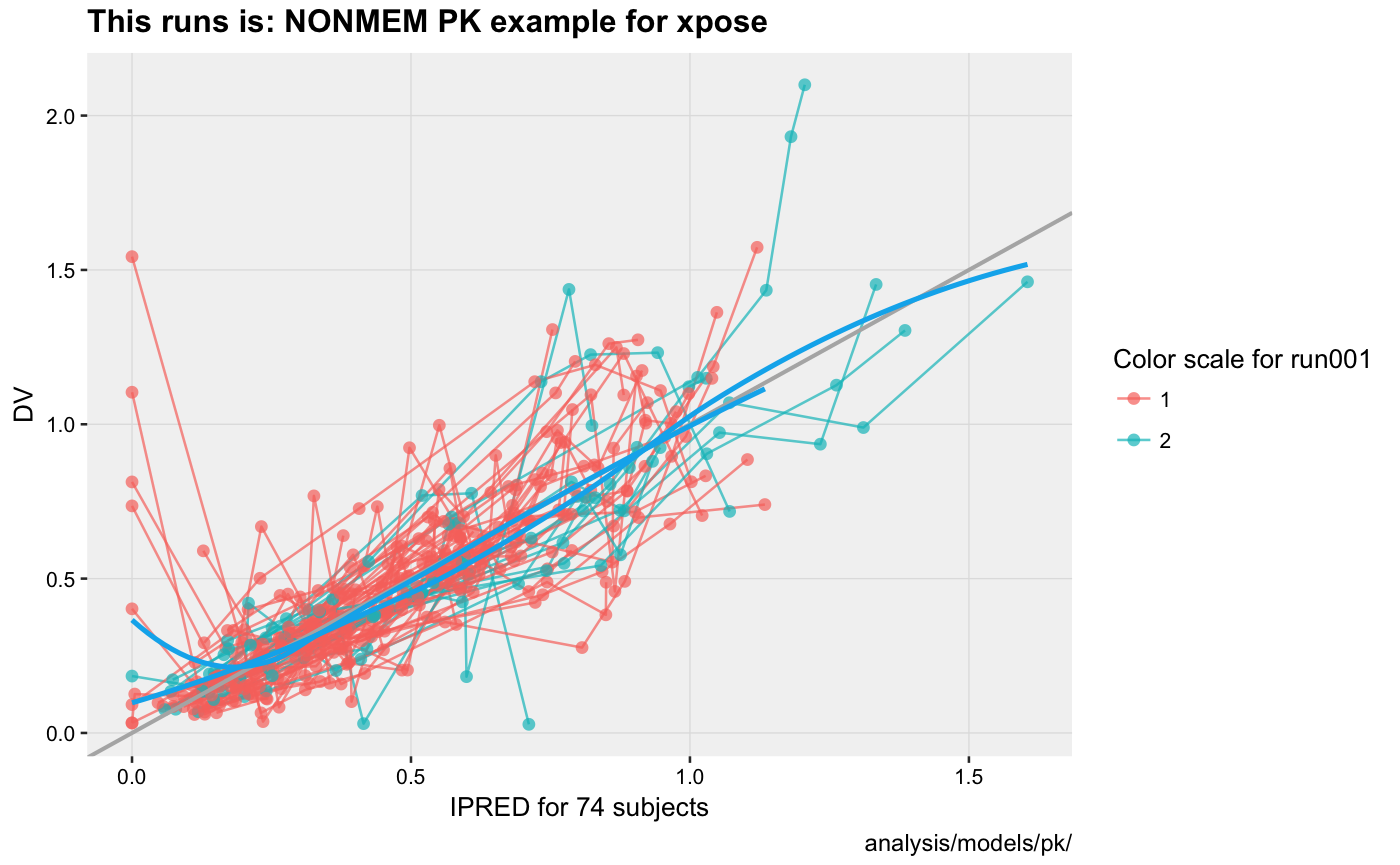 This runs is: NONMEM PK example for xpose
DV
2.0
1.5
1.0
0.5
0.0
0.0 0.5 1.0 1.5
IPRED for 74 subjects
analysis/models/pk/
Color scale for run001
1
2